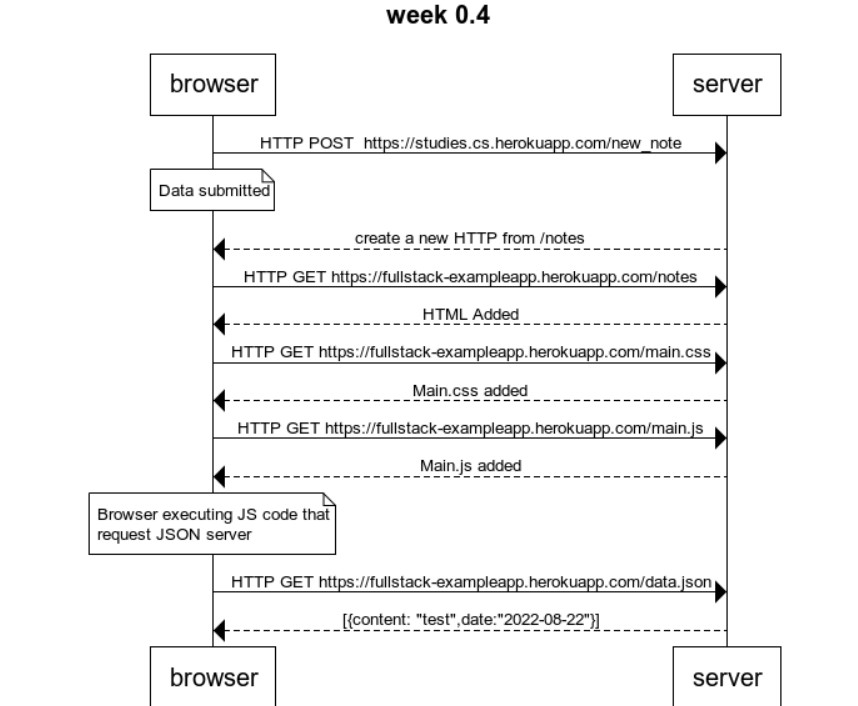 week 0.4
browser
server
HTTP POST  https://studies.cs.herokuapp.com/new_note
Data submitted
create a new HTTP from /notes
HTTP GET https://fullstack-exampleapp.herokuapp.com/notes
HTML Added
HTTP GET https://fullstack-exampleapp.herokuapp.com/main.css
Main.css added
HTTP GET https://fullstack-exampleapp.herokuapp.com/main.js
Main.js added
Browser executing JS code that
request JSON server
HTTP GET https://fullstack-exampleapp.herokuapp.com/data.json
[{content: "test",date:"2022-08-22"}]
browser
server